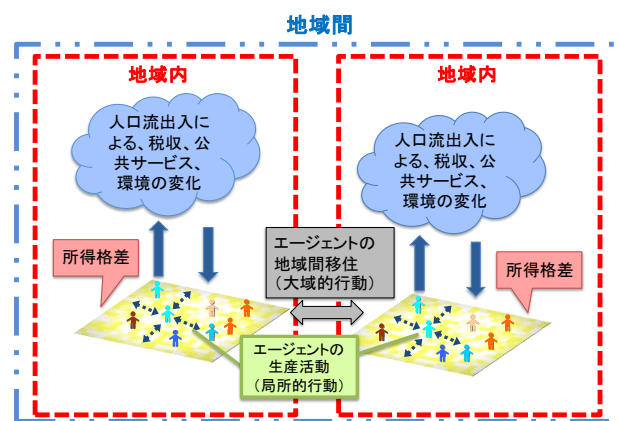 地域間
地域内
地域内
人口流出入に
よる、税収、公
共サービス、
環境の変化
人口流出入に
よる、税収、公
共サービス、
環境の変化
所得格差
エージェントの
地域間移住
（大域的行動）
所得格差
エージェントの
生産活動
（局所的行動）